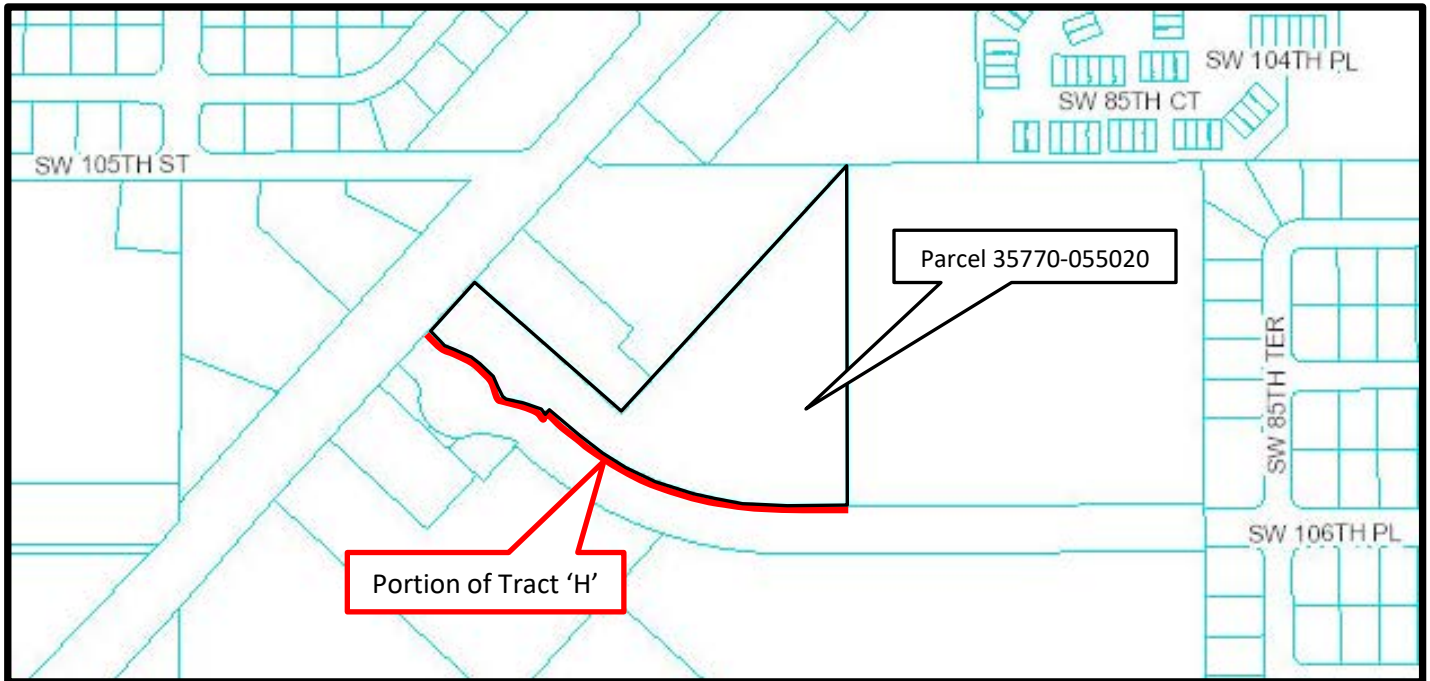 SW 104TH PL
SW 85TH CT
SW 105TH ST
Parcel 35770-055020
SW 85TH TER
SW 106TH PL
Portion of Tract ‘H’